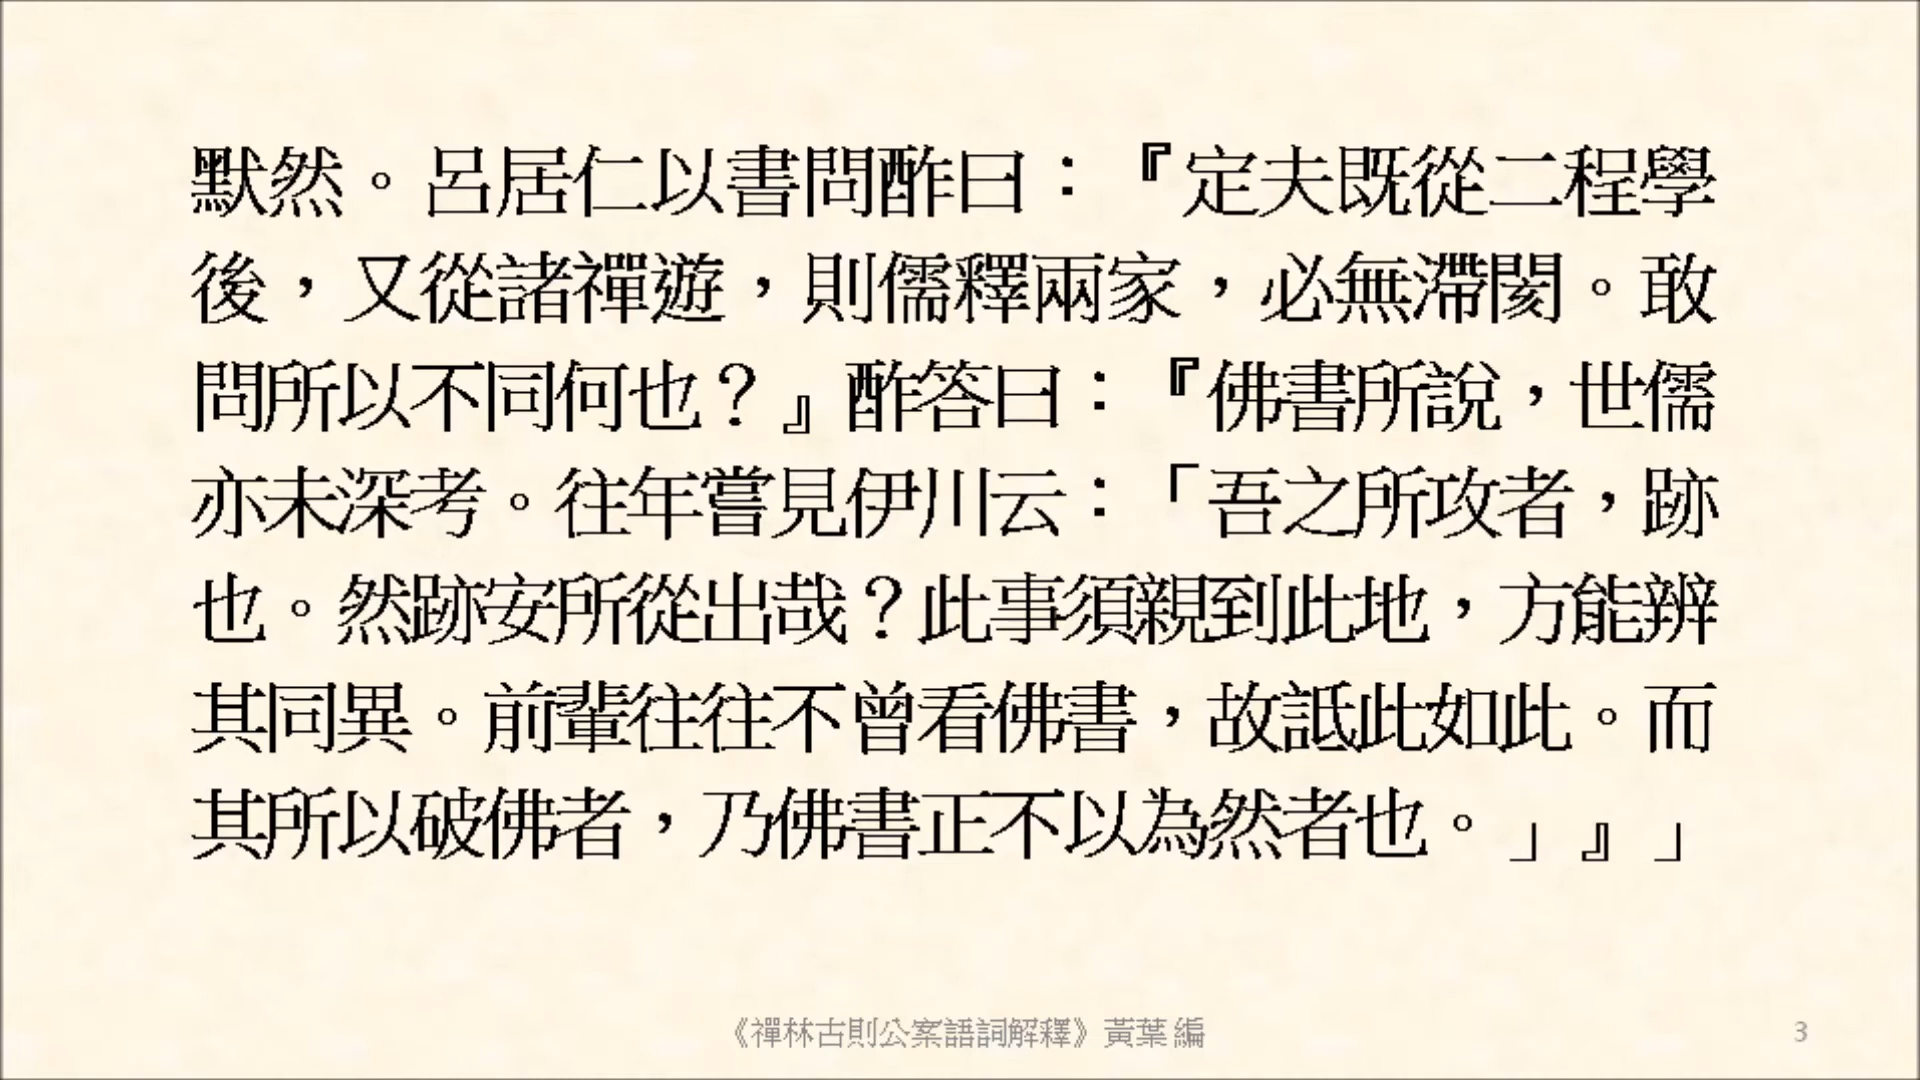 默然。呂居仁以書問酢曰：『定夫既從二程學
後，又從諸禪遊，則儒釋兩家，必無滯閡。敢
問所以不同何也？』酢答曰：『佛書所說，世儒
亦未深考。往年嘗見伊川云：「吾之所攻者，跡
也。然跡安所從出哉？此事須親到此地，方能辨
其同異。前輩往往不曾看佛書，故詆此如此。而
其所以破佛者，乃佛書正不以為然者也。」』」
《禪林古則公案語詞解釋》黃葉 編
3